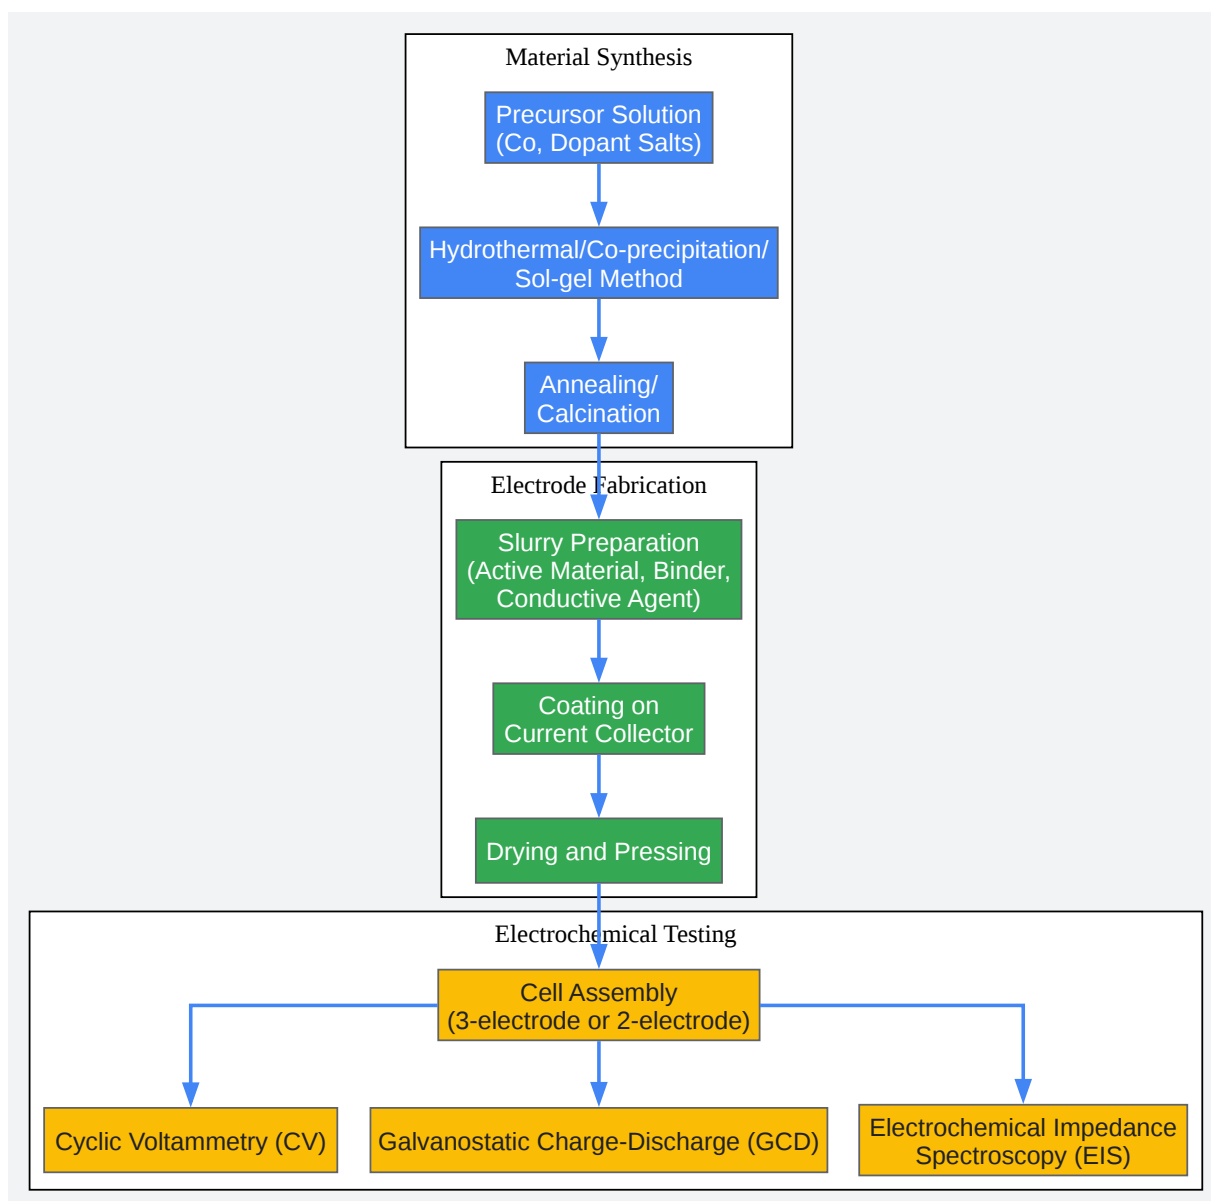 Material Synthesis
Precursor Solution
(Co, Dopant Salts)
Hydrothermal/Co-precipitation/
Sol-gel Method
Annealing/
Calcination
Electrode Fabrication
Slurry Preparation
(Active Material, Binder,
Conductive Agent)
Coating on
Current Collector
Drying and Pressing
Electrochemical Testing
Cell Assembly
(3-electrode or 2-electrode)
Cyclic Voltammetry (CV)
Galvanostatic Charge-Discharge (GCD)
Electrochemical Impedance
Spectroscopy (EIS)